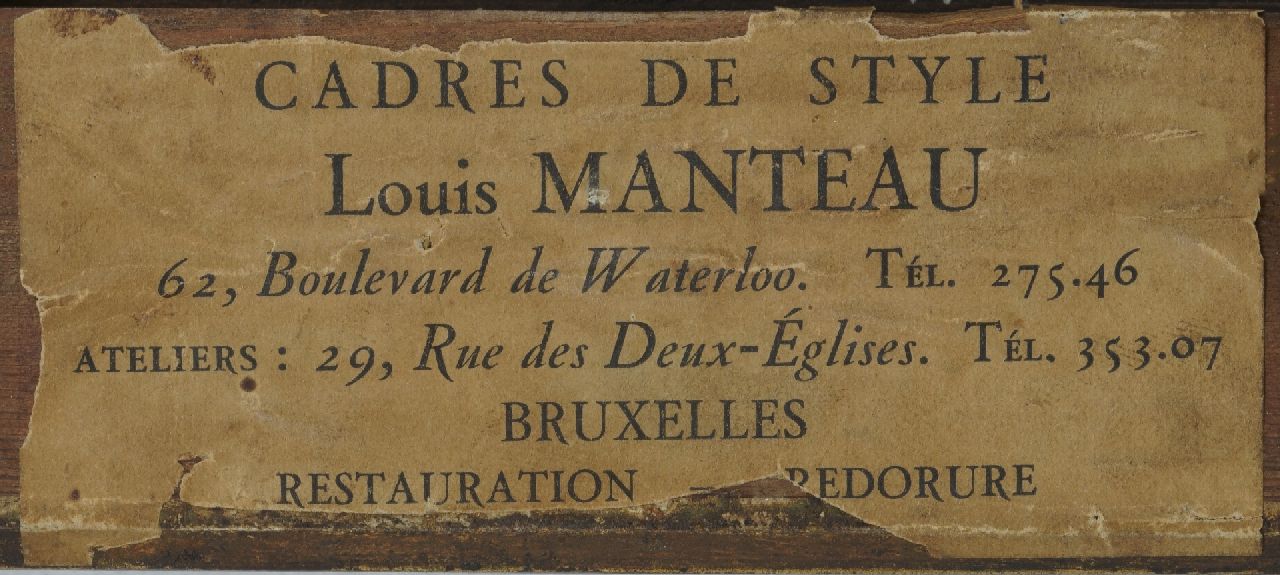 CADRES DE STYLE
Louis MANTEAU
62, Boulevard de Waterloo. TÉL. 275.46
ATELIERS : 29, Rue des Deux-Églises. TÉL. 353.07
BRUXELLES
RESTAURATION — REDORURE